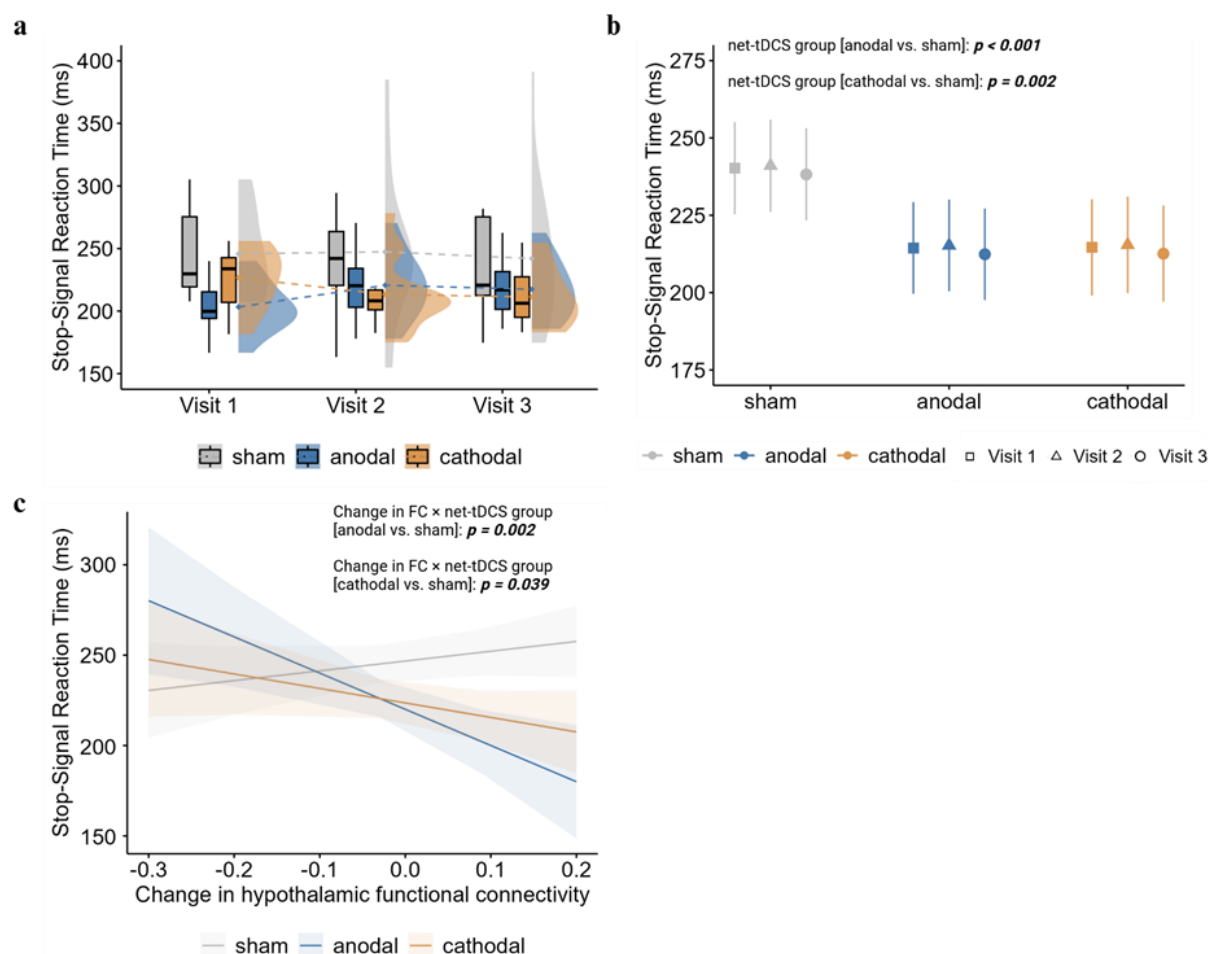 a
Stop-Signal Reaction Time (ms)
400
350
300
250
200
150
Visit 1 Visit 2 Visit 3
sham anodal cathodal
b
net-tDCS group [anodal vs. sham]: p < 0.001
net-tDCS group [cathodal vs. sham]: p = 0.002
Stop-Signal Reaction Time (ms)
275
250
225
200
175
sham anodal cathodal
sham anodal cathodal Visit 1 Visit 2 Visit 3
c
Change in FC × net-tDCS group
[anodal vs. sham]: p = 0.002
Change in FC × net-tDCS group
[cathodal vs. sham]: p = 0.039
Stop-Signal Reaction Time (ms)
300
250
200
150
-0.3 -0.2 -0.1 0.0 0.1 0.2
Change in hypothalamic functional connectivity
sham anodal cathodal